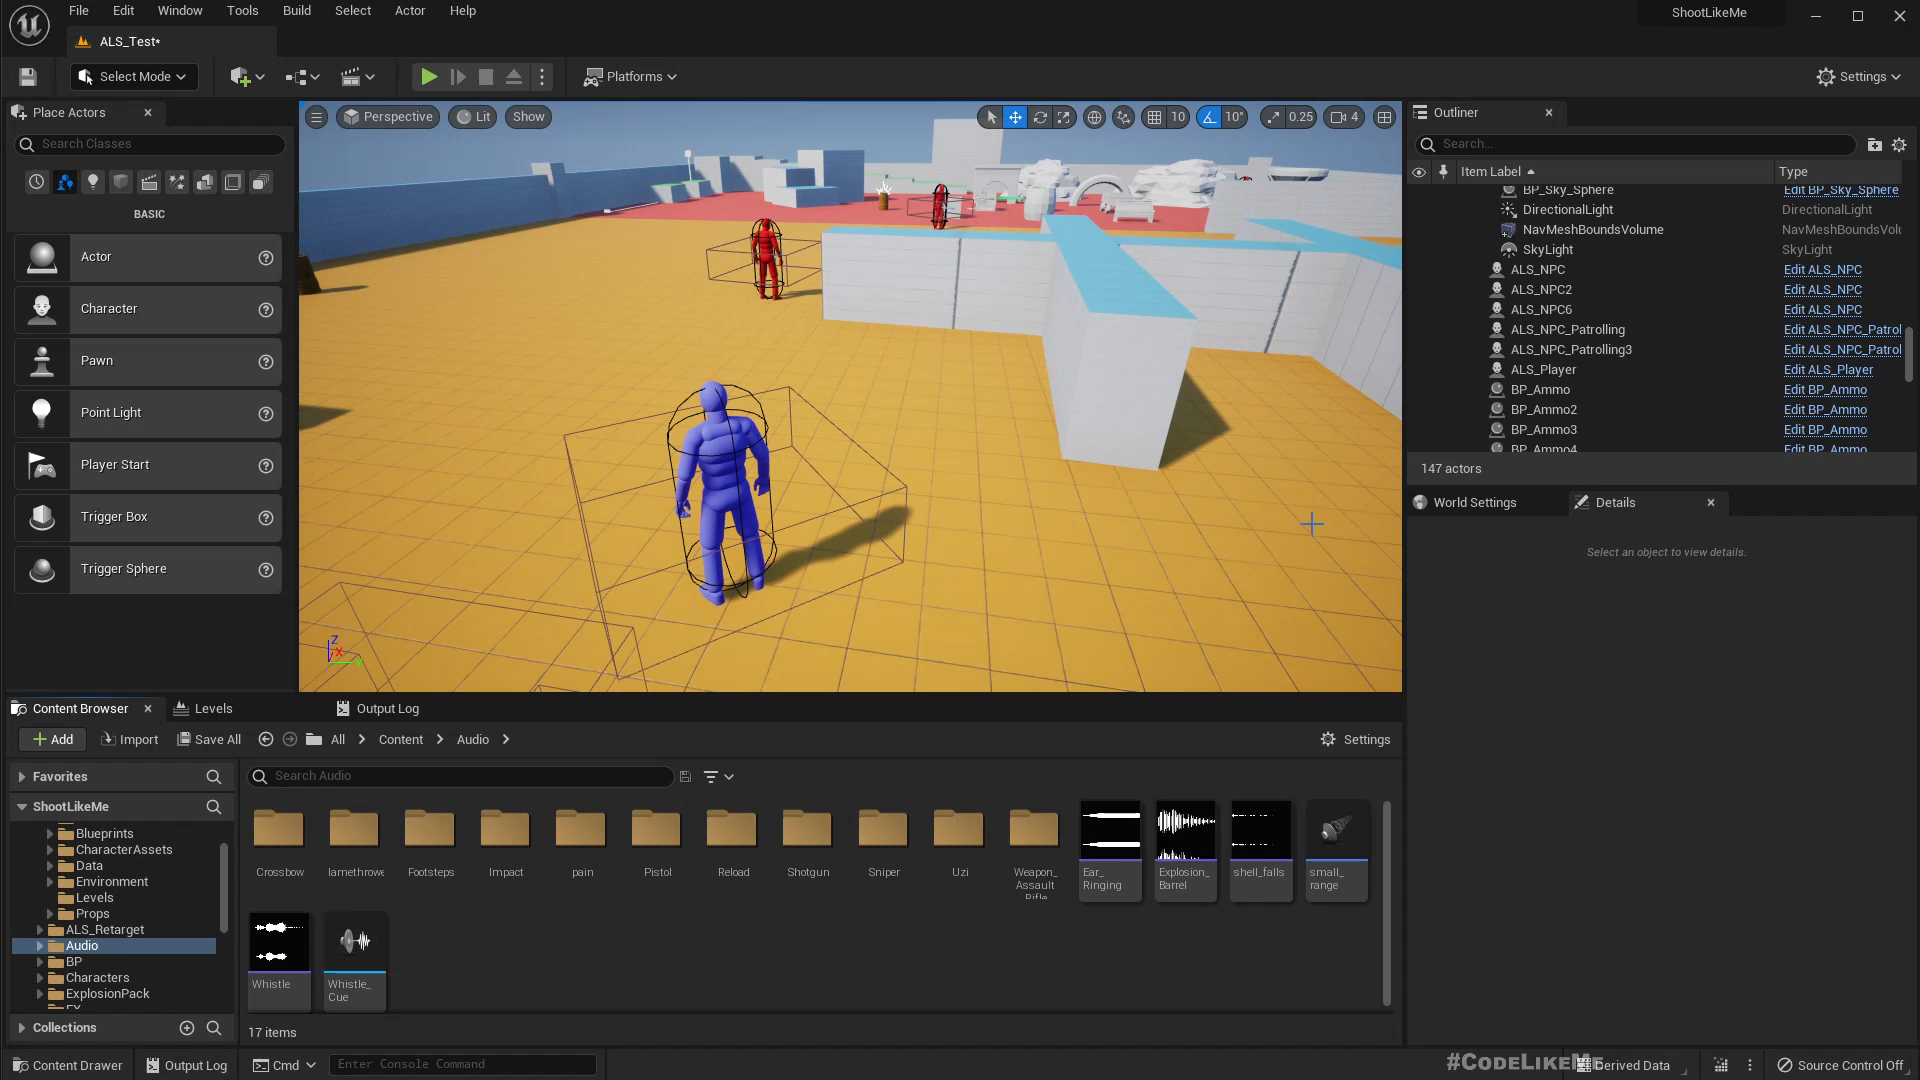 File Edit Window Tools Build Select Actor Help
ShootLikeMe
ALS_Test*
Select Mode
Platforms
Settings
Place Actors
Search Classes
BASIC
Actor
Character
Pawn
Point Light
Player Start
Trigger Box
Trigger Sphere
Perspective Lit Show
10 10° 0.25 4
Z
X
Y
Outliner
Search...
Item Label Type
BP_Sky_Sphere Edit BP_Sky_Sphere
DirectionalLight DirectionalLight
NavMeshBoundsVolume NavMeshBoundsVolu
SkyLight SkyLight
ALS_NPC Edit ALS_NPC
ALS_NPC2 Edit ALS_NPC
ALS_NPC6 Edit ALS_NPC
ALS_NPC_Patrolling Edit ALS_NPC_Patrol
ALS_NPC_Patrolling3 Edit ALS_NPC_Patrol
ALS_Player Edit ALS_Player
BP_Ammo Edit BP_Ammo
BP_Ammo2 Edit BP_Ammo
BP_Ammo3 Edit BP_Ammo
BP_Ammo4 Edit BP_Ammo
147 actors
World Settings Details
Select an object to view details.
Content Browser Levels Output Log
Add Import Save All All Content Audio Settings
Favorites
ShootLikeMe
Blueprints
CharacterAssets
Data
Environment
Levels
Props
ALS_Retarget
Audio
BP
Characters
ExplosionPack
Collections
Search Audio
Crossbow
lamethrowe
Footsteps
Impact
pain
Pistol
Reload
Shotgun
Sniper
Uzi
Weapon_
Assault
Rifle
Ear_
Ringing
Explosion_
Barrel
shell_falls
small_
range
Whistle
Whistle_
Cue
17 items
Content Drawer Output Log Cmd Enter Console Command
#CodeLikeMe
Derived Data Source Control Off